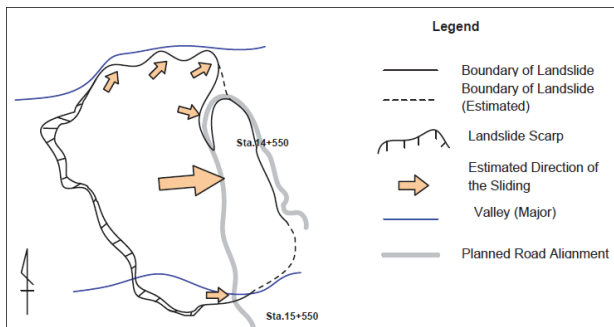 Legend
Boundary of Landslide
Boundary of Landslide
(Estimated)
Landslide Scarp
Estimated Direction of
the Sliding
Valley (Major)
Planned Road Alignment
Sta.14+550
Sta.15+550